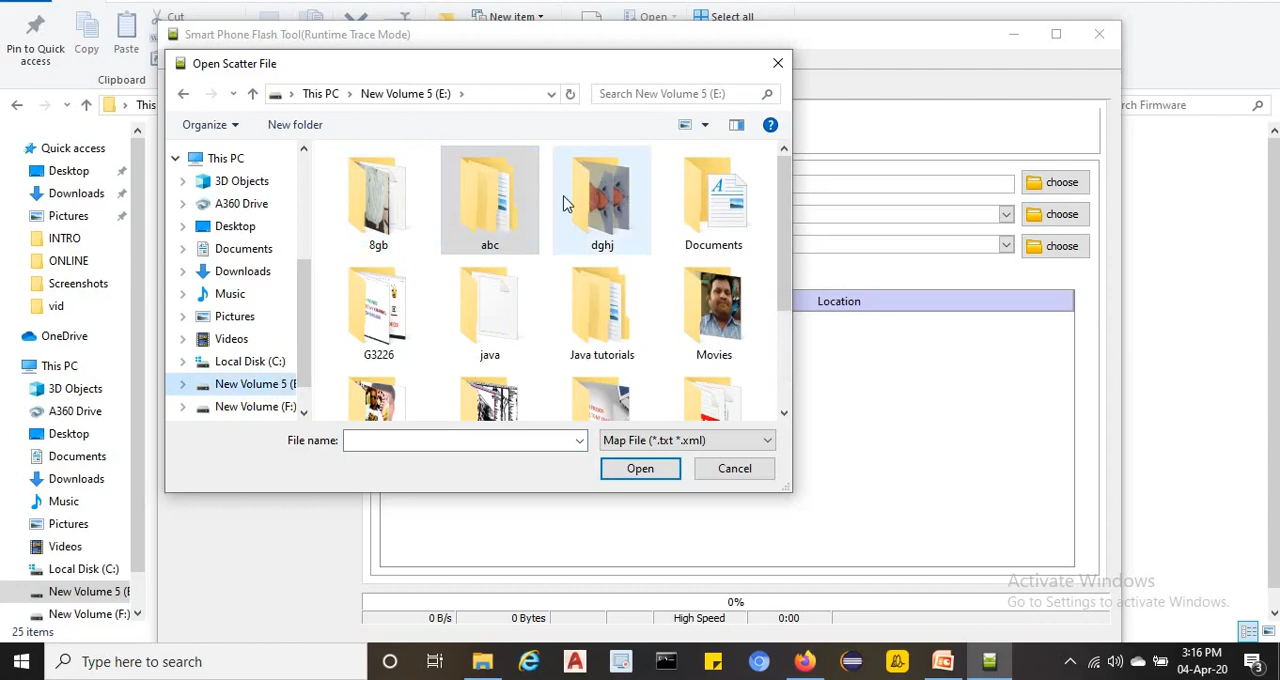 Cut
New item
Open
Select all
Pin to Quick access
Copy
Paste
Clipboard
Smart Phone Flash Tool(Runtime Trace Mode)
Open Scatter File
This PC
New Volume 5 (E:)
Search New Volume 5 (E:)
This
rch Firmware
Organize
New folder
Quick access
Desktop
Downloads
Pictures
INTRO
ONLINE
Screenshots
vid
OneDrive
This PC
3D Objects
A360 Drive
Desktop
Documents
Downloads
Music
Pictures
Videos
Local Disk (C:)
New Volume 5 (E
New Volume (F:)
25 items
This PC
3D Objects
A360 Drive
Desktop
Documents
Downloads
Music
Pictures
Videos
Local Disk (C:)
New Volume 5 (E
New Volume (F:)
8gb
abc
dghj
Documents
G3226
java
Java tutorials
Movies
File name:
Map File (*.txt *.xml)
Open
Cancel
choose
choose
choose
Location
0%
0 B/s
0 Bytes
High Speed
0:00
Activate Windows
Go to Settings to activate Windows.
Type here to search
3:16 PM
04-Apr-20
3